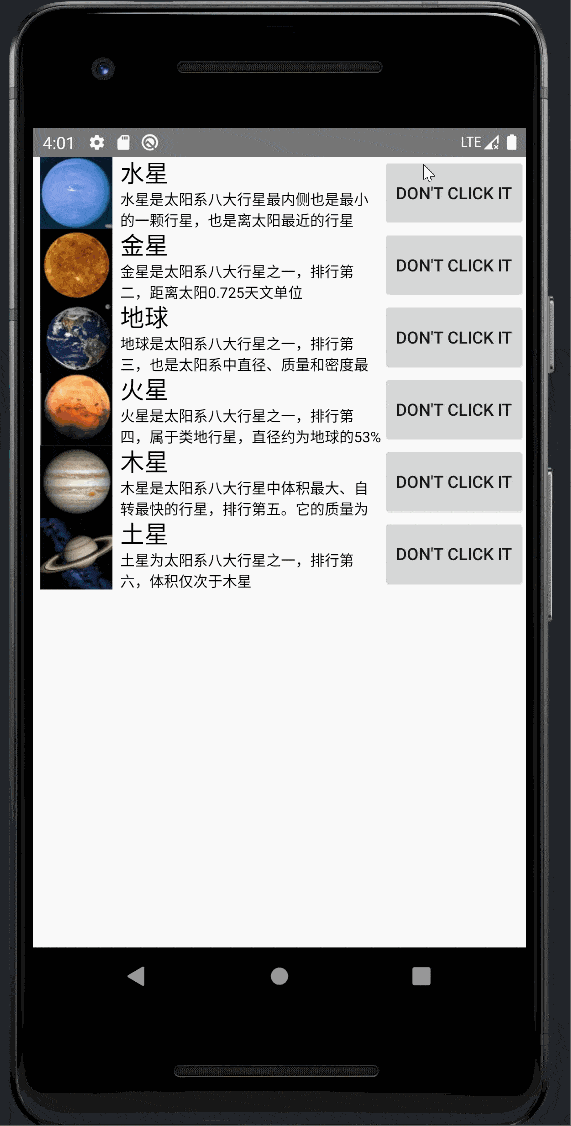 4:01 LTE
水星
水星是太阳系八大行星最内侧也是最小
的一颗行星，也是离太阳最近的行星
DON'T CLICK IT
金星
金星是太阳系八大行星之一，排行第
二，距离太阳0.725天文单位
DON'T CLICK IT
地球
地球是太阳系八大行星之一，排行第
三，也是太阳系中直径、质量和密度最
DON'T CLICK IT
火星
火星是太阳系八大行星之一，排行第
四，属于类地行星，直径约为地球的53%
DON'T CLICK IT
木星
木星是太阳系八大行星中体积最大、自
转最快的行星，排行第五。它的质量为
DON'T CLICK IT
土星
土星为太阳系八大行星之一，排行第
六，体积仅次于木星
DON'T CLICK IT